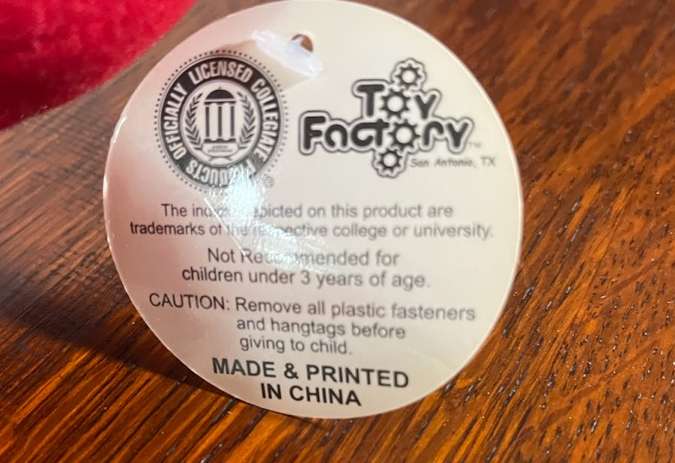 OFFICIALLY LICENSED COLLEGIATE PRODUCTS
®
Toy
Factory™
San Antonio, TX
The depicted on this product are
trademarks of the respective college or university.
Not Recommended for
children under 3 years of age.
CAUTION: Remove all plastic fasteners
and hangtags before
giving to child.
MADE & PRINTED
IN CHINA